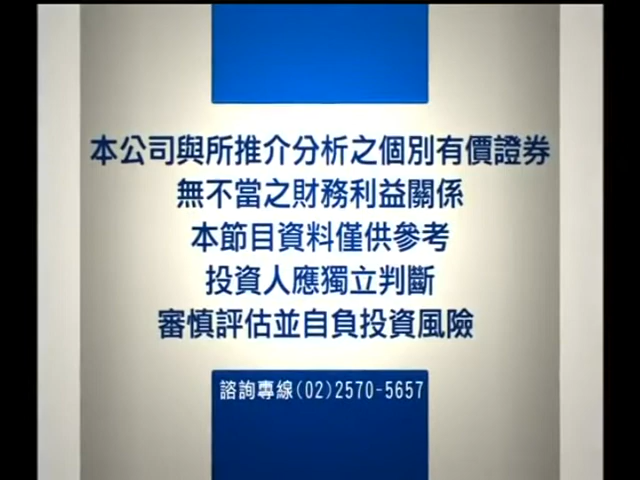 本公司與所推介分析之個別有價證券
無不當之財務利益關係
本節目資料僅供參考
投資人應獨立判斷
審慎評估並自負投資風險
諮詢專線(02)2570-5657